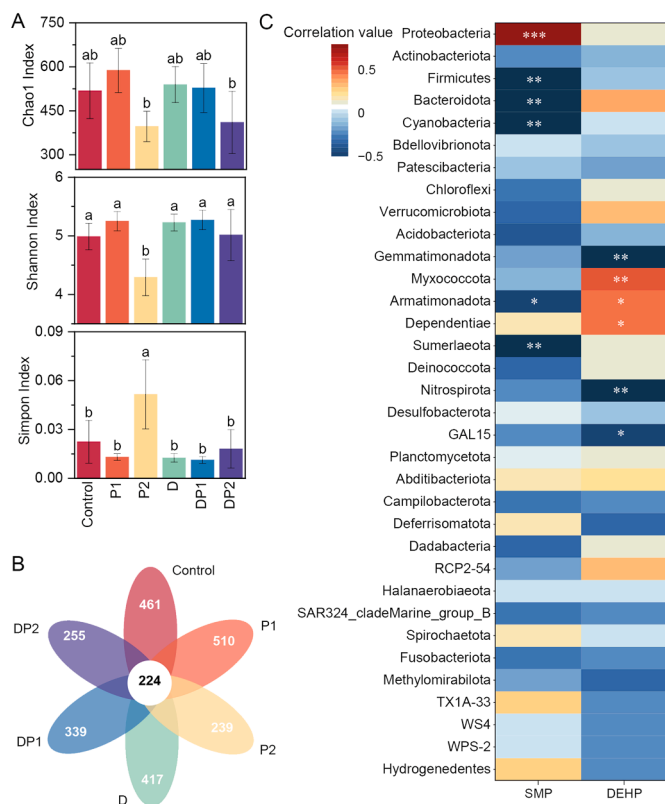 A
750
600
450
300
Chao1 Index
ab
ab
b
ab
ab
b
6
5
4
Shannon Index
a
a
b
a
a
a
0.09
0.06
0.03
0.00
Simpon Index
b
b
a
b
b
b
Control
P1
P2
D
DP1
DP2
B
Control
461
P1
510
P2
239
D
417
DP1
339
DP2
255
224
C
Correlation value
0.5
0
−0.5
Proteobacteria
***
Actinobacteriota
Firmicutes
**
Bacteroidota
**
Cyanobacteria
**
Bdellovibrionota
Patescibacteria
Chloroflexi
Verrucomicrobiota
Acidobacteriota
Gemmatimonadota
**
Myxococcota
**
Armatimonadota
* *
Dependentiae
*
Sumerlaeota
**
Deinococcota
Nitrospirota
**
Desulfobacterota
GAL15
*
Planctomycetota
Abditibacteriota
Campilobacterota
Deferrisomatota
Dadabacteria
RCP2-54
Halanaerobiaeota
SAR324_cladeMarine_group_B
Spirochaetota
Fusobacteriota
Methylomirabilota
TX1A-33
WS4
WPS-2
Hydrogenedentes
SMP
DEHP